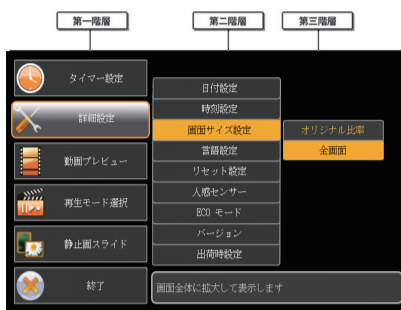 第一階層
第二階層
第三階層
タイマー設定
詳細設定
動画プレビュー
再生モード選択
静止画スライド
終了
日付設定
時刻設定
画面サイズ設定
言語設定
リセット設定
人感センサー
ECO モード
バージョン
出荷時設定
オリジナル比率
全画面
画面全体に拡大して表示します